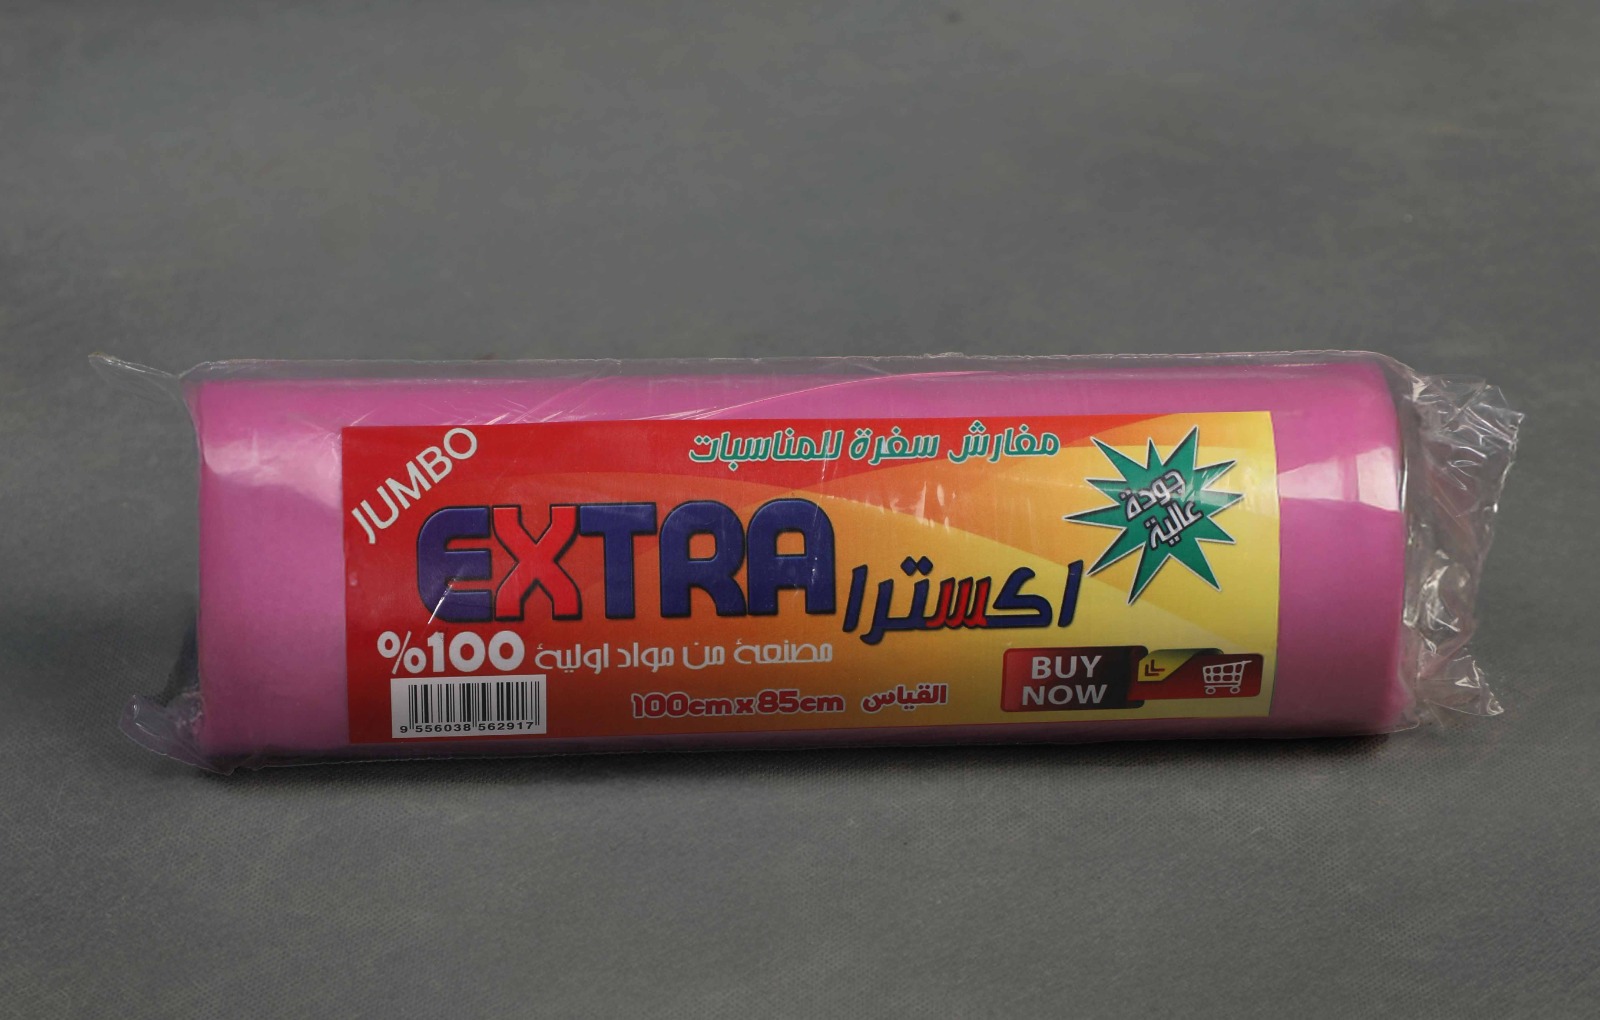 JUMBO
مفارش سفرة للمناسبات
جودة
عالية
EXTRA
اكسترا
%100 مصنعة من مواد اولية
القياس 100cm x 85cm
BUY
NOW
9 556038 562917